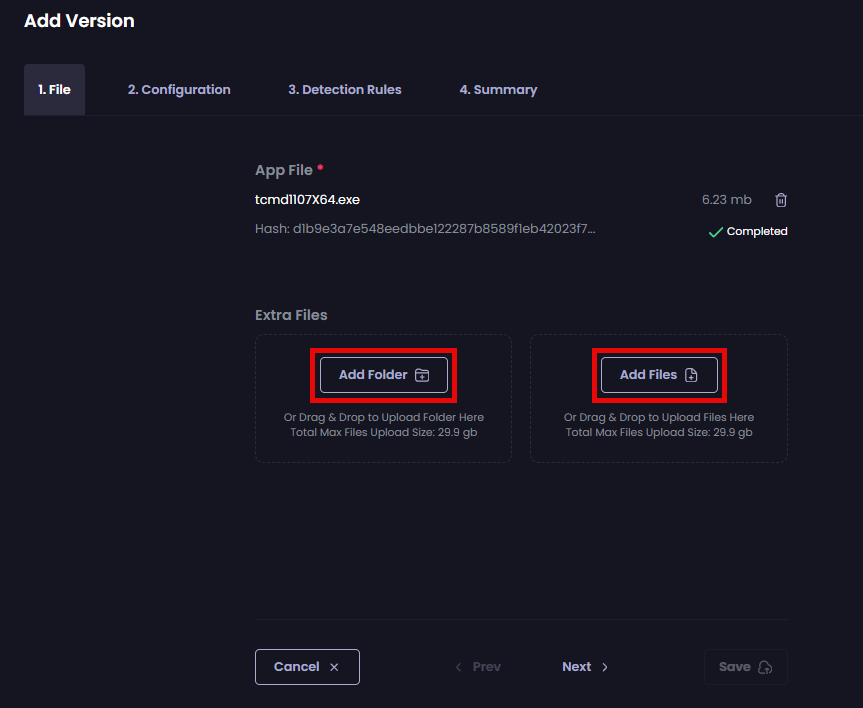 Add Version
1. File
2. Configuration
3. Detection Rules
4. Summary
App File *
tcmd1107X64.exe
6.23 mb
Hash: d1b9e3a7e548eedbbe122287b8589f1eb42023f7...
Completed
Extra Files
Add Folder
Or Drag & Drop to Upload Folder Here
Total Max Files Upload Size: 29.9 gb
Add Files
Or Drag & Drop to Upload Files Here
Total Max Files Upload Size: 29.9 gb
Cancel
Prev
Next
Save